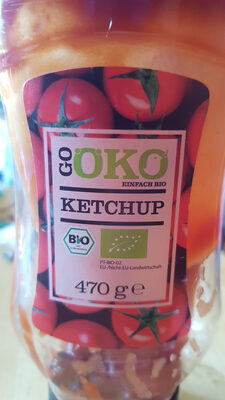 GO
ÖKO
EINFACH BIO
KETCHUP
BIO
PT-BIO-02
EU-/Nicht-EU-Landwirtschaft
470 g e